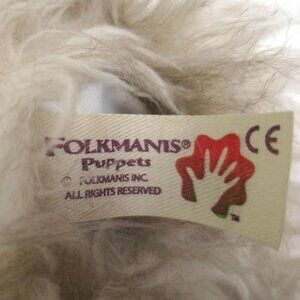 FOLKMANIS®
Puppets
© FOLKMANIS INC.
ALL RIGHTS RESERVED
CE
™